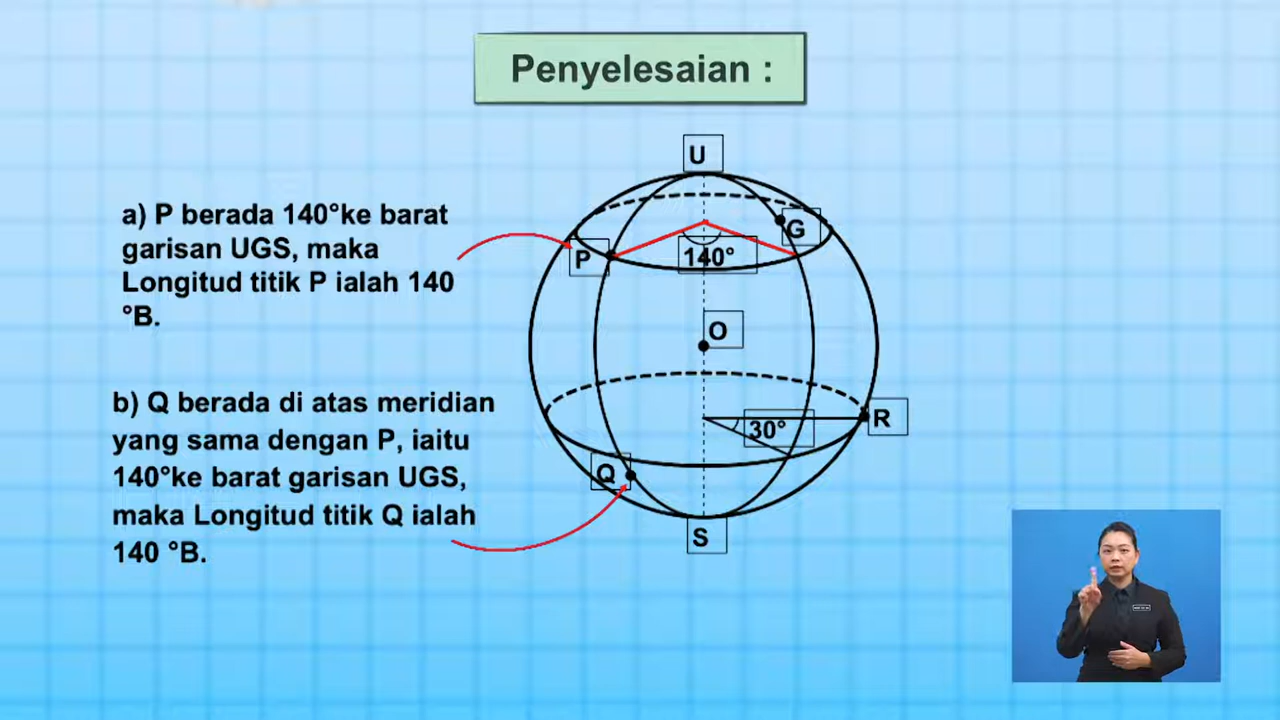 Penyelesaian :
a) P berada 140°ke barat
garisan UGS, maka
Longitud titik P ialah 140
°B.
b) Q berada di atas meridian
yang sama dengan P, iaitu
140°ke barat garisan UGS,
maka Longitud titik Q ialah
140 °B.
U
G
P
140°
O
R
30°
Q
S